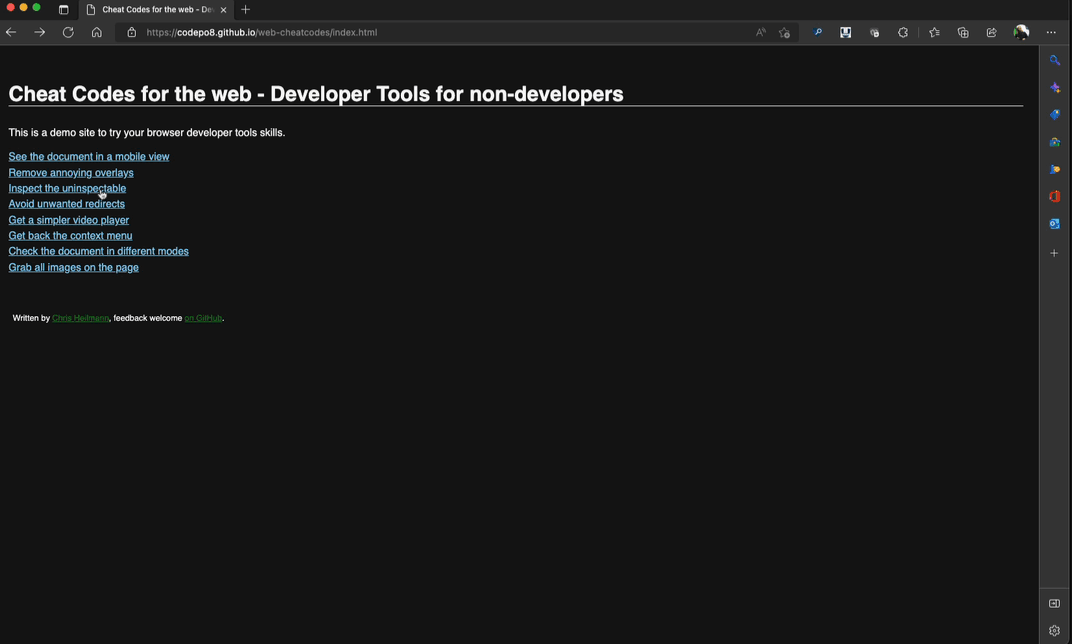 Cheat Codes for the web - De
https://codepo8.github.io/web-cheatcodes/index.html
Cheat Codes for the web - Developer Tools for non-developers
This is a demo site to try your browser developer tools skills.
See the document in a mobile view
Remove annoying overlays
Inspect the uninspectable
Avoid unwanted redirects
Get a simpler video player
Get back the context menu
Check the document in different modes
Grab all images on the page
Written by Chris Heilmann, feedback welcome on GitHub.